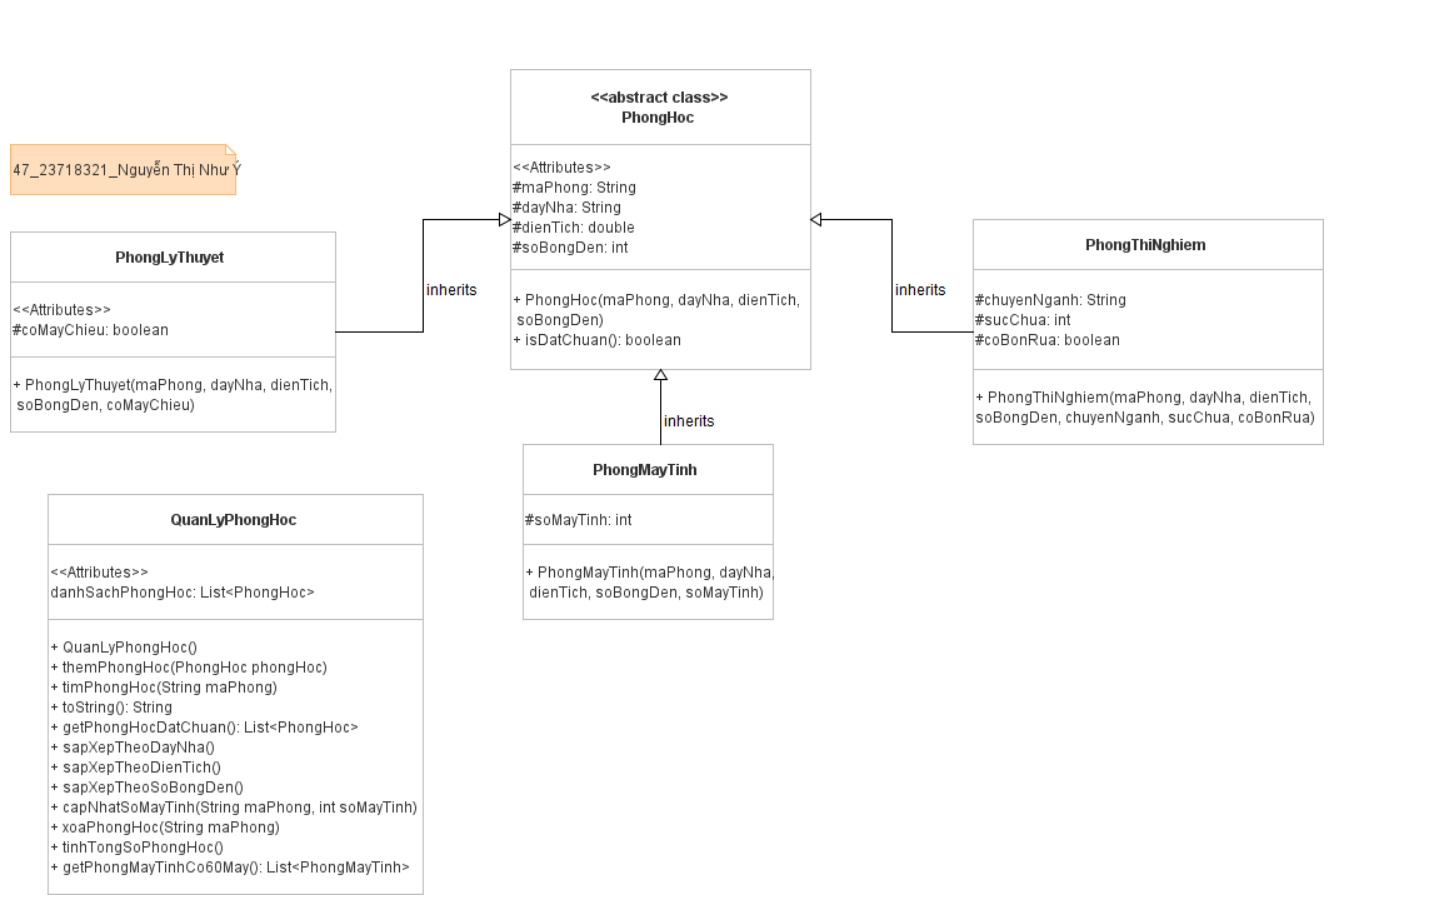 <<abstract class>>
PhongHoc
<<Attributes>>
#maPhong: String
#dayNha: String
#dienTich: double
#soBongDen: int
+ PhongHoc(maPhong, dayNha, dienTich,
soBongDen)
+ isDatChuan(): boolean
47_23718321_Nguyễn Thị Như Ý
PhongLyThuyet
<<Attributes>>
#coMayChieu: boolean
+ PhongLyThuyet(maPhong, dayNha, dienTich,
soBongDen, coMayChieu)
inherits
inherits
PhongThiNghiem
#chuyenNganh: String
#sucChua: int
#coBonRua: boolean
+ PhongThiNghiem(maPhong, dayNha, dienTich,
soBongDen, chuyenNganh, sucChua, coBonRua)
inherits
PhongMayTinh
#soMayTinh: int
+ PhongMayTinh(maPhong, dayNha,
dienTich, soBongDen, soMayTinh)
QuanLyPhongHoc
<<Attributes>>
danhSachPhongHoc: List<PhongHoc>
+ QuanLyPhongHoc()
+ themPhongHoc(PhongHoc phongHoc)
+ timPhongHoc(String maPhong)
+ toString(): String
+ getPhongHocDatChuan(): List<PhongHoc>
+ sapXepTheoDayNha()
+ sapXepTheoDienTich()
+ sapXepTheoSoBongDen()
+ capNhatSoMayTinh(String maPhong, int soMayTinh)
+ xoaPhongHoc(String maPhong)
+ tinhTongSoPhongHoc()
+ getPhongMayTinhCo60May(): List<PhongMayTinh>